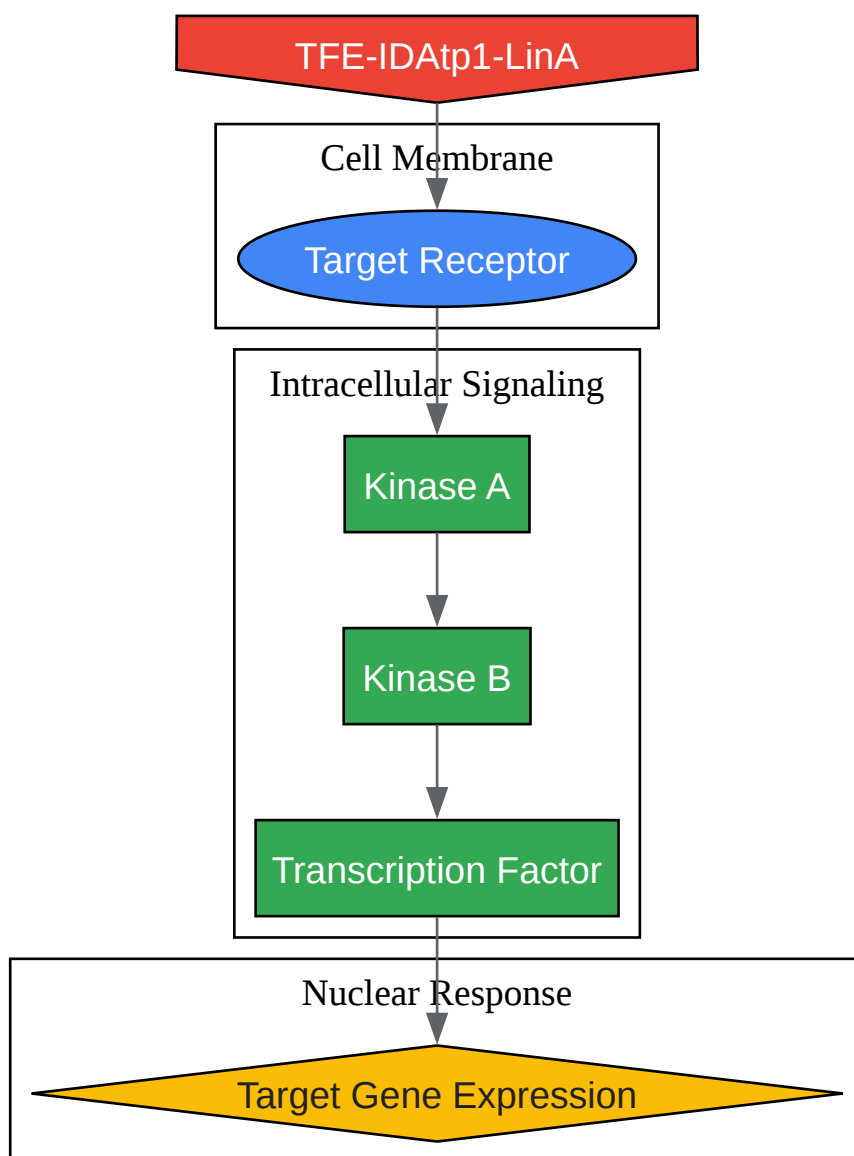 TFE-IDAtp1-LinA
Cell Membrane
Target Receptor
Intracellular Signaling
Kinase A
Kinase B
Transcription Factor
Nuclear Response
Target Gene Expression